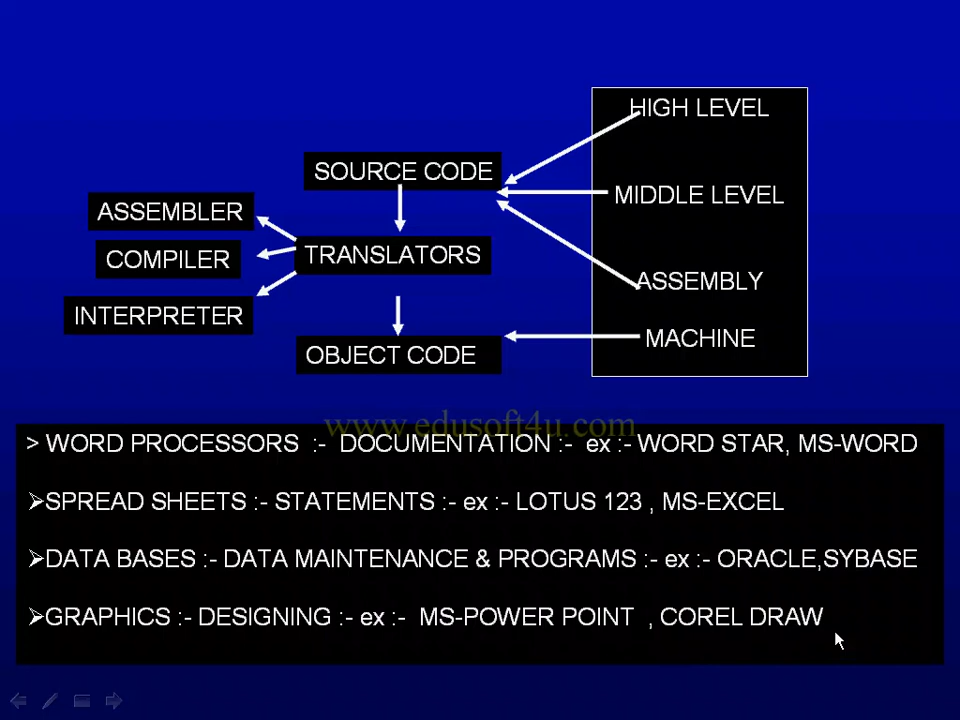 HIGH LEVEL
SOURCE CODE
MIDDLE LEVEL
ASSEMBLER
TRANSLATORS
COMPILER
ASSEMBLY
INTERPRETER
MACHINE
OBJECT CODE
www.edusoft4u.com
> WORD PROCESSORS :- DOCUMENTATION :- ex :- WORD STAR, MS-WORD
➢SPREAD SHEETS :- STATEMENTS :- ex :- LOTUS 123 , MS-EXCEL
➢DATA BASES :- DATA MAINTENANCE & PROGRAMS :- ex :- ORACLE,SYBASE
➢GRAPHICS :- DESIGNING :- ex :- MS-POWER POINT , COREL DRAW